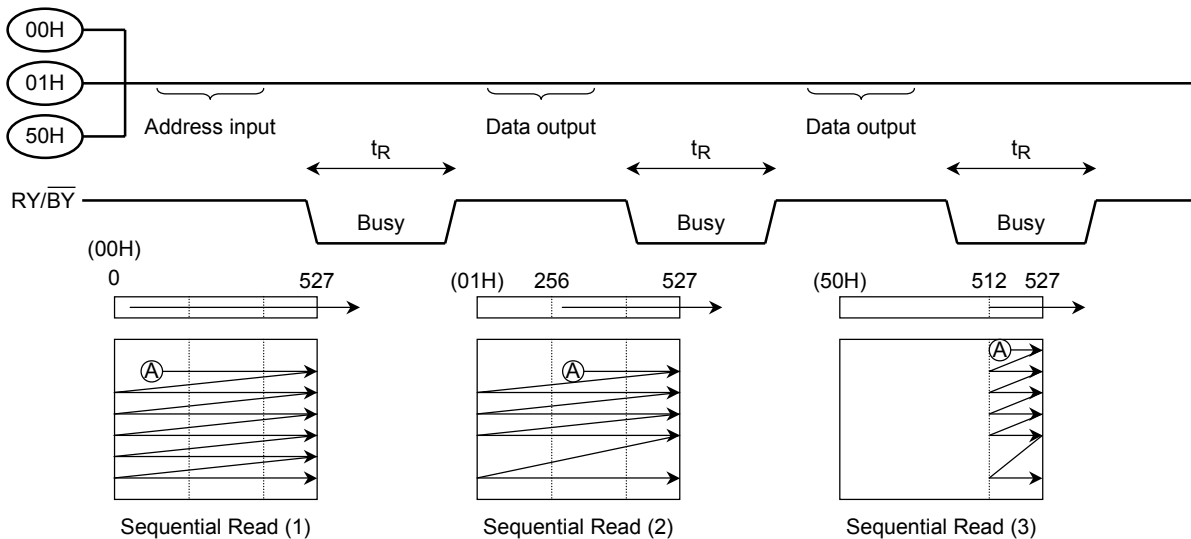 00H
01H
50H
Address input
Data output
Data output
tR
tR
tR
RY/BY
Busy
Busy
Busy
(00H)
0 527
(01H) 256 527
(50H) 512 527
A
A
A
Sequential Read (1)
Sequential Read (2)
Sequential Read (3)